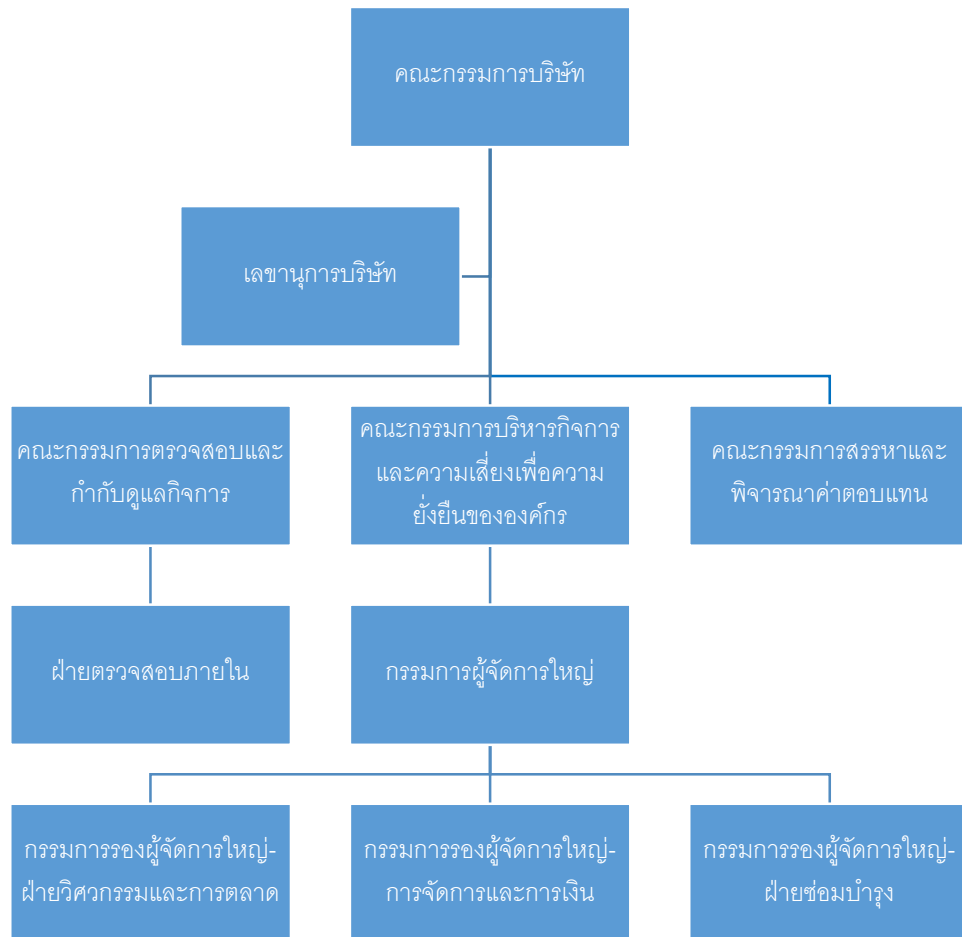 คณะกรรมการบริษัท
เลขานุการบริษัท
คณะกรรมการตรวจสอบและ
กำกับดูแลกิจการ
คณะกรรมการบริหารกิจการ
และความเสี่ยงเพื่อความ
ยั่งยืนขององค์กร
คณะกรรมการสรรหาและ
พิจารณาค่าตอบแทน
ฝ่ายตรวจสอบภายใน
กรรมการผู้จัดการใหญ่
กรรมการรองผู้จัดการใหญ่-
ฝ่ายวิศวกรรมและการตลาด
กรรมการรองผู้จัดการใหญ่-
การจัดการและการเงิน
กรรมการรองผู้จัดการใหญ่-
ฝ่ายซ่อมบำรุง